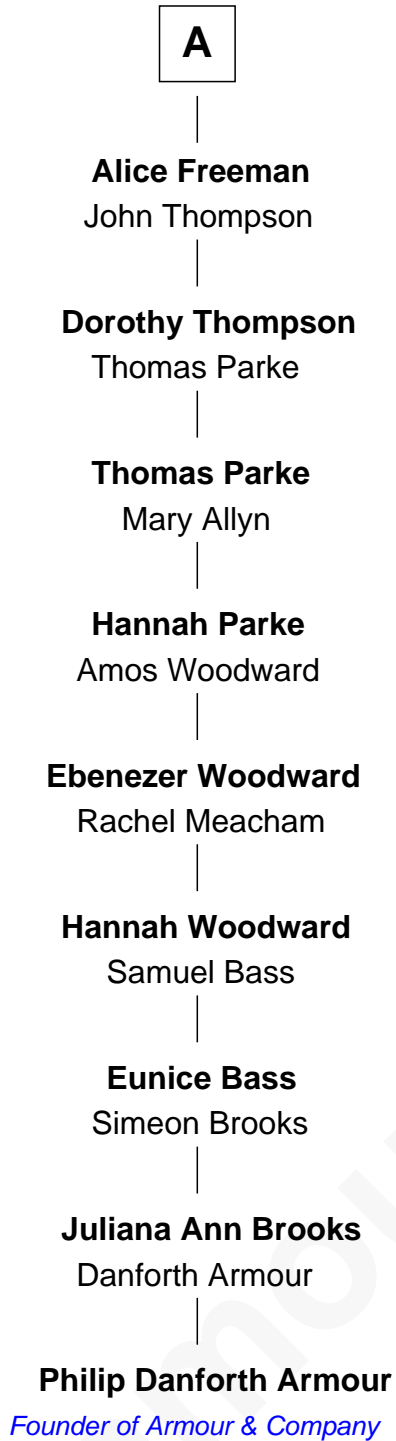 A
Alice Freeman
John Thompson
Dorothy Thompson
Thomas Parke
Thomas Parke
Mary Allyn
Hannah Parke
Amos Woodward
Ebenezer Woodward
Rachel Meacham
Hannah Woodward
Samuel Bass
Eunice Bass
Simeon Brooks
Juliana Ann Brooks
Danforth Armour
Philip Danforth Armour
Founder of Armour & Company